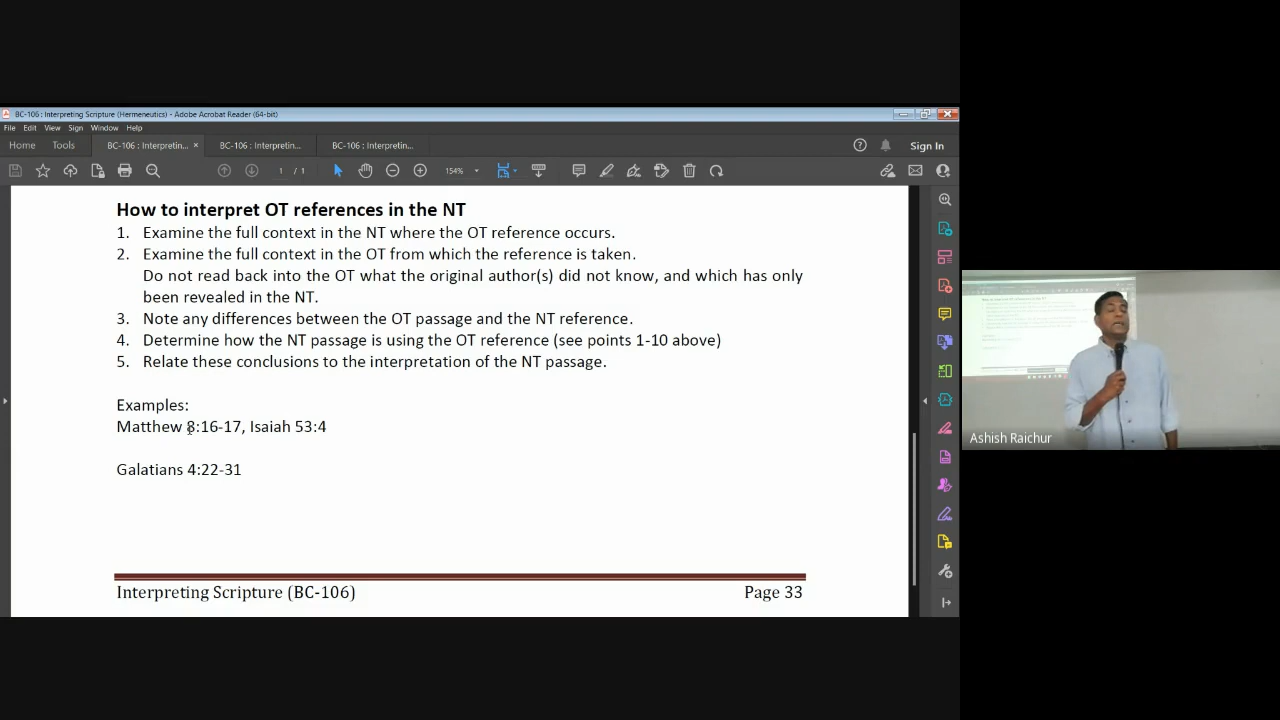 BC-106 : Interpreting Scripture (Hermeneutics) - Adobe Acrobat Reader (64-bit)
File Edit View Sign Window Help
Home Tools BC-106 : Interpretin... × BC-106 : Interpretin... BC-106 : Interpretin... Sign In
1 / 1 154%
How to interpret OT references in the NT
1. Examine the full context in the NT where the OT reference occurs.
2. Examine the full context in the OT from which the reference is taken.
Do not read back into the OT what the original author(s) did not know, and which has only
been revealed in the NT.
3. Note any differences between the OT passage and the NT reference.
4. Determine how the NT passage is using the OT reference (see points 1-10 above)
5. Relate these conclusions to the interpretation of the NT passage.
Examples:
Matthew 8:16-17, Isaiah 53:4
Galatians 4:22-31
Interpreting Scripture (BC-106) Page 33
Ashish Raichur